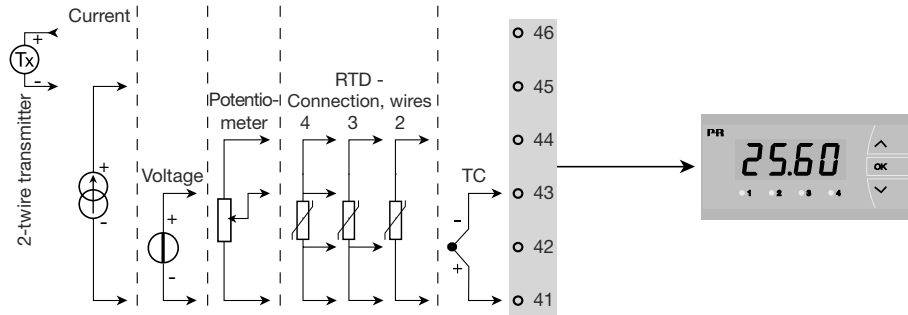 Current
+
Tx
-
2-twire transmitter
+
-
Voltage
+
-
Potentio-
meter
RTD -
Connection, wires
4 3 2
TC
-
+
46
45
44
43
42
41
PR
25.60
1 2 3 4
OK